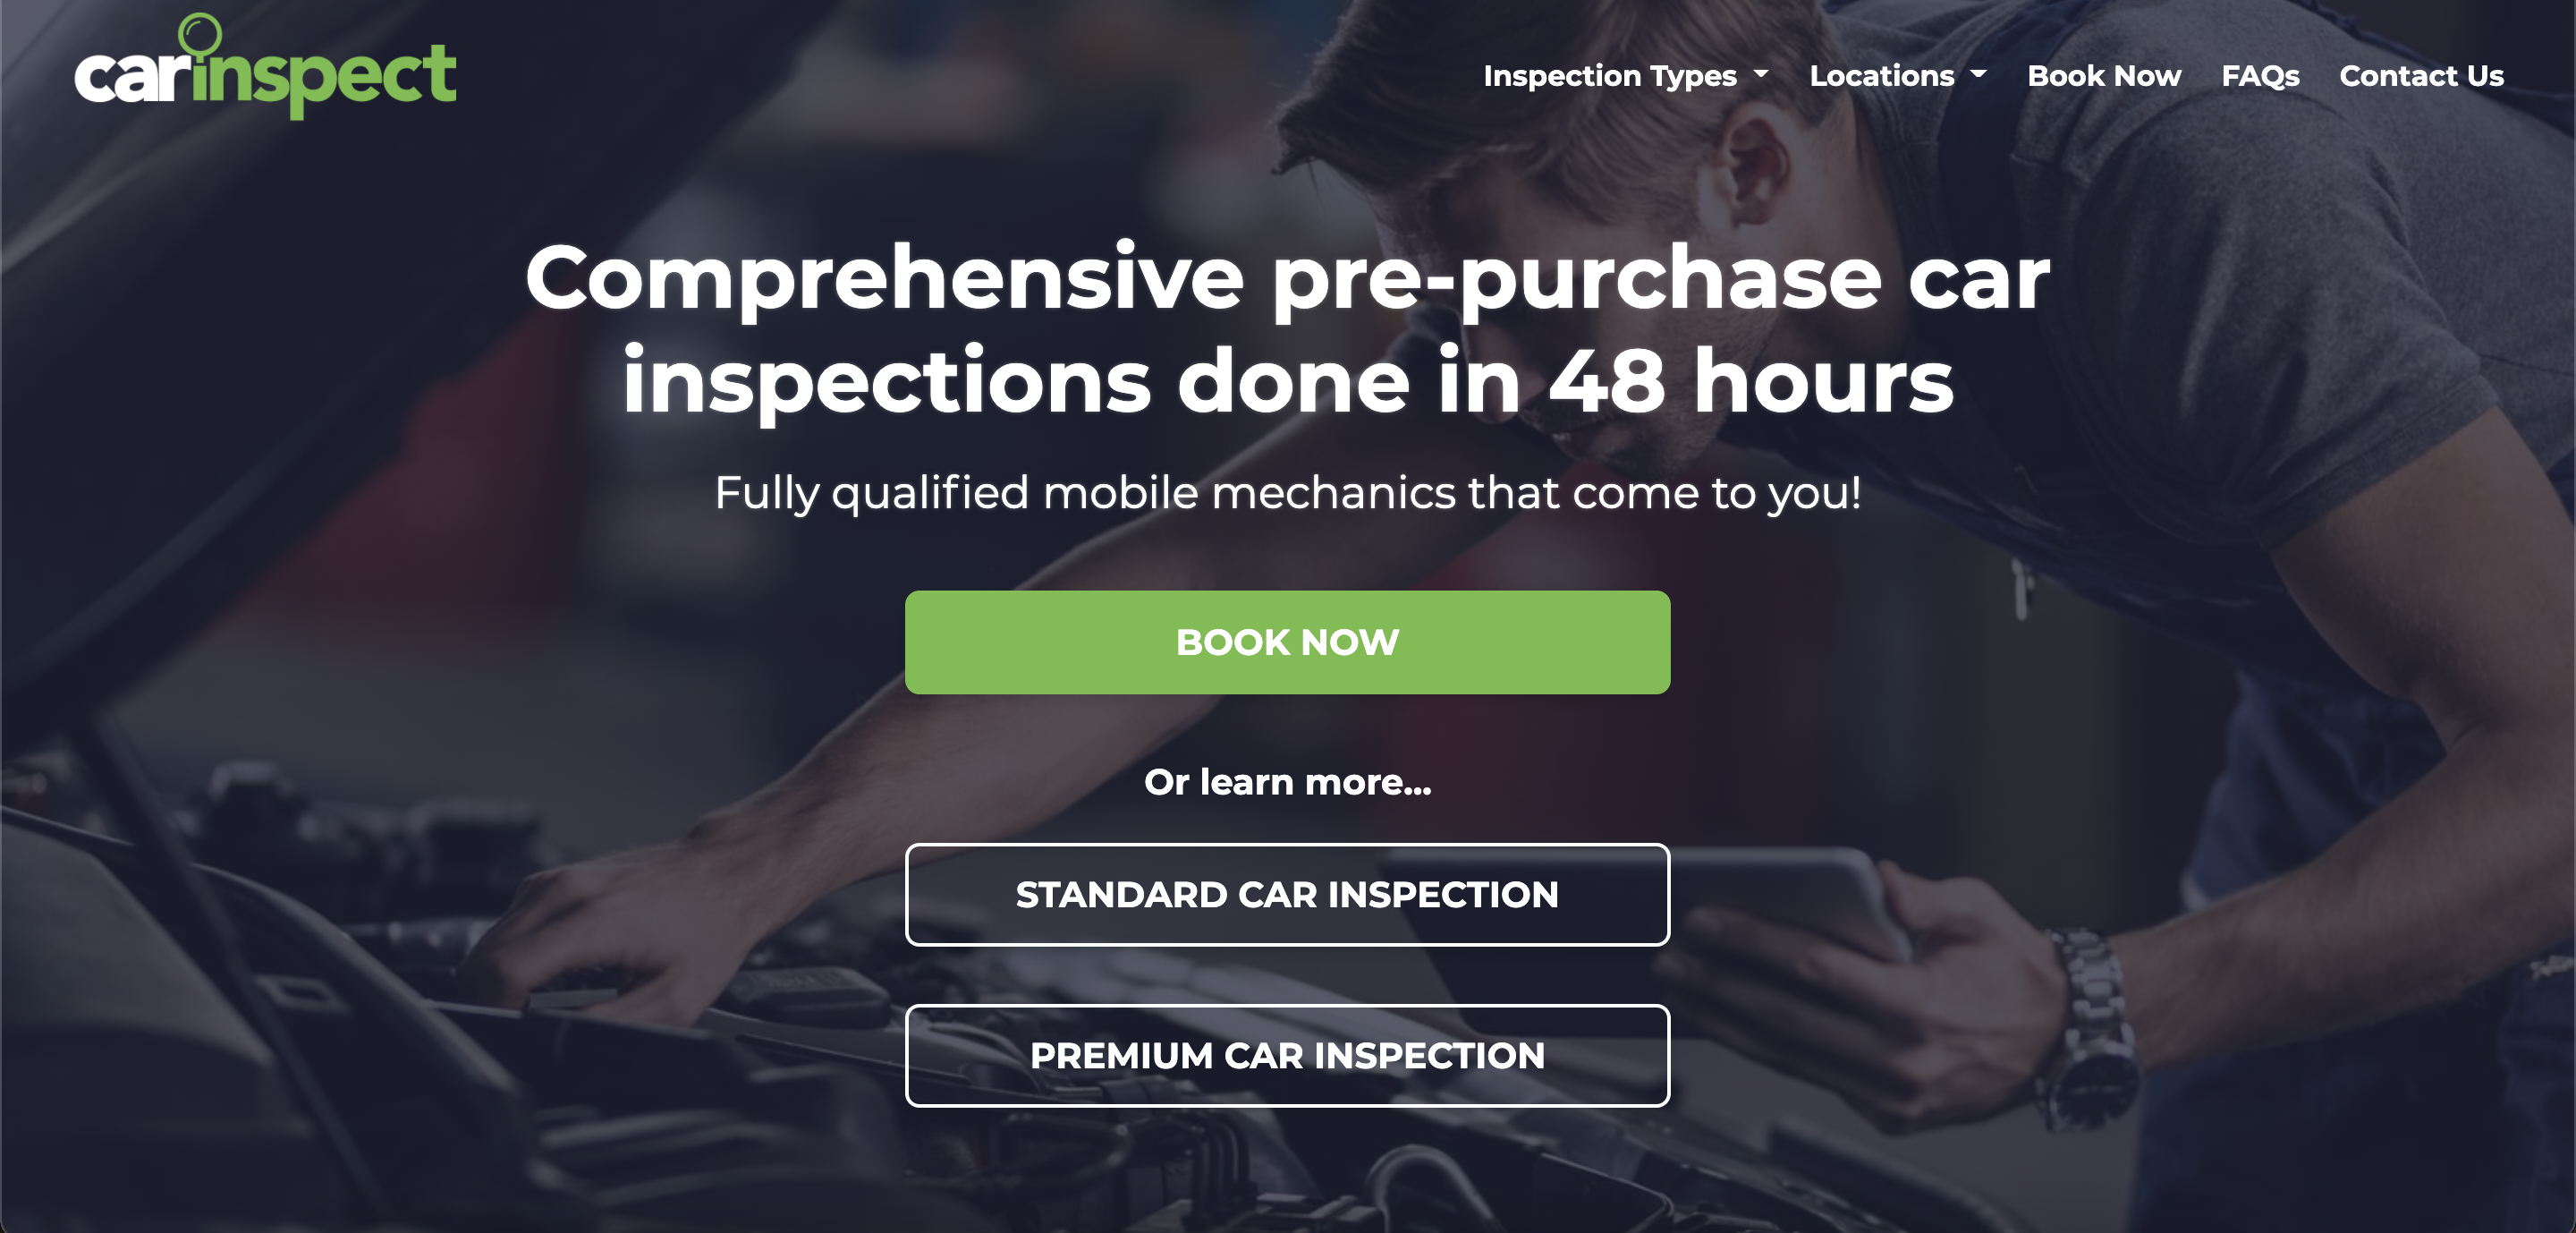 carinspect
Inspection Types
Locations
Book Now
FAQs
Contact Us
Comprehensive pre-purchase car
inspections done in 48 hours
Fully qualified mobile mechanics that come to you!
BOOK NOW
Or learn more...
STANDARD CAR INSPECTION
PREMIUM CAR INSPECTION